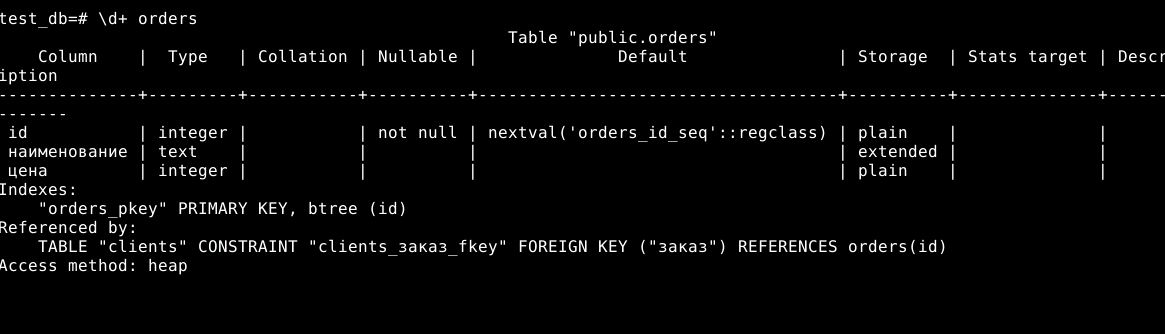 test_db=# \d+ orders
                                                   Table "public.orders"
    Column    |  Type   | Collation | Nullable |              Default               | Storage  | Stats target | Descr
iption
--------------+---------+-----------+----------+------------------------------------+----------+--------------+------
-------
 id           | integer |           | not null | nextval('orders_id_seq'::regclass) | plain    |              |
 наименование | text    |           |          |                                    | extended |              |
 цена         | integer |           |          |                                    | plain    |              |
Indexes:
    "orders_pkey" PRIMARY KEY, btree (id)
Referenced by:
    TABLE "clients" CONSTRAINT "clients_заказ_fkey" FOREIGN KEY ("заказ") REFERENCES orders(id)
Access method: heap